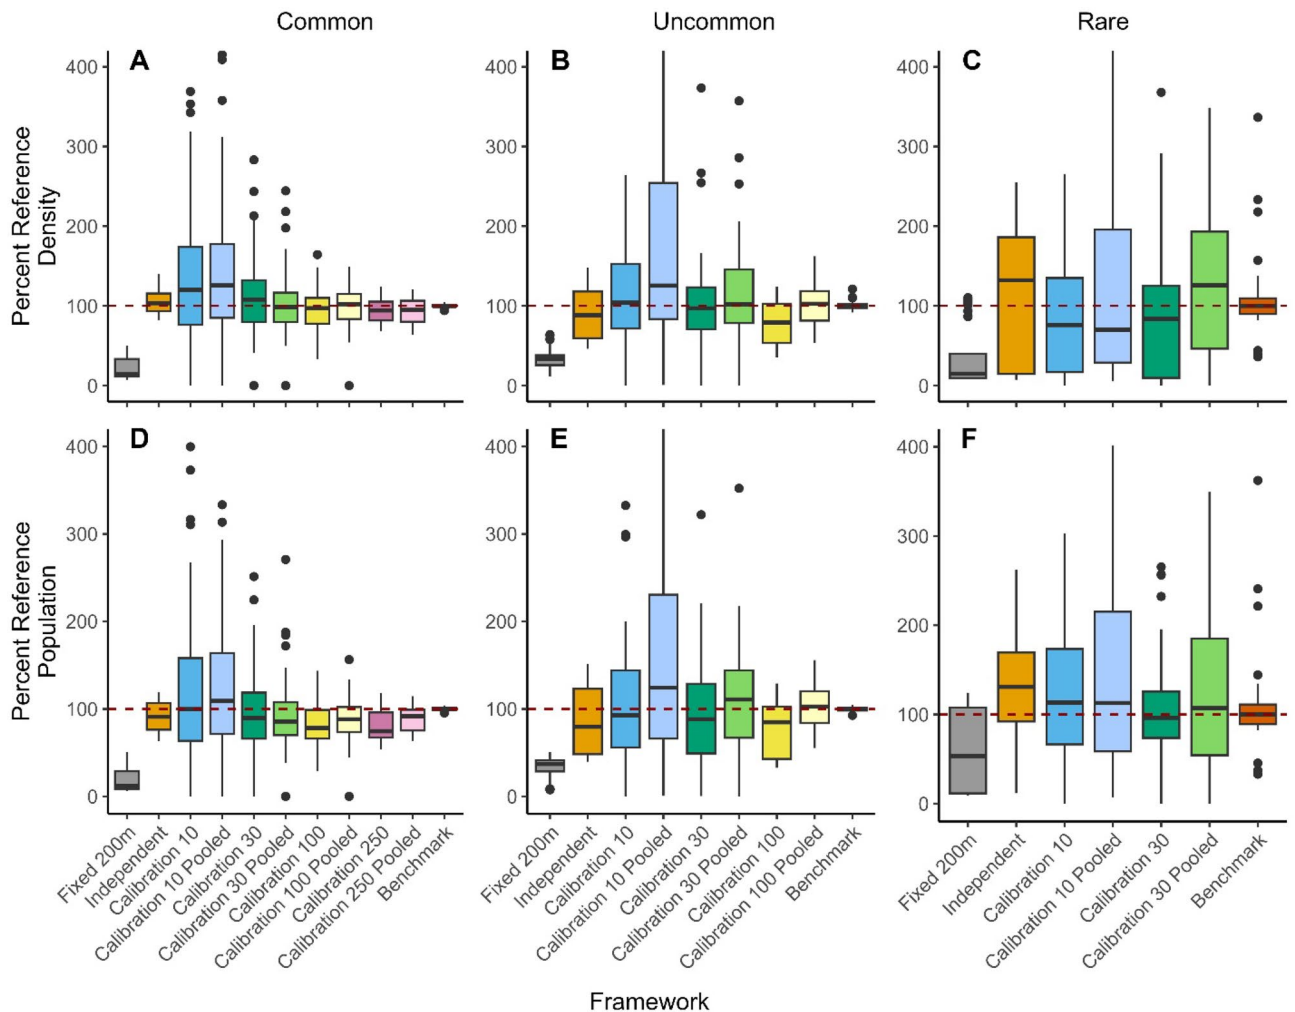 Common
Uncommon
Rare
Percent Reference
Density
A
400
300
200
100
0
B
400
300
200
100
0
C
400
300
200
100
0
Percent Reference
Population
D
400
300
200
100
0
E
400
300
200
100
0
F
400
300
200
100
0
Fixed 200m
Independent
Calibration 10
Calibration 10 Pooled
Calibration 30
Calibration 30 Pooled
Calibration 100
Calibration 100 Pooled
Calibration 250
Calibration 250 Pooled
Benchmark
Fixed 200m
Independent
Calibration 10
Calibration 10 Pooled
Calibration 30
Calibration 30 Pooled
Calibration 100
Calibration 100 Pooled
Benchmark
Fixed 200m
Independent
Calibration 10
Calibration 10 Pooled
Calibration 30
Calibration 30 Pooled
Benchmark
Framework